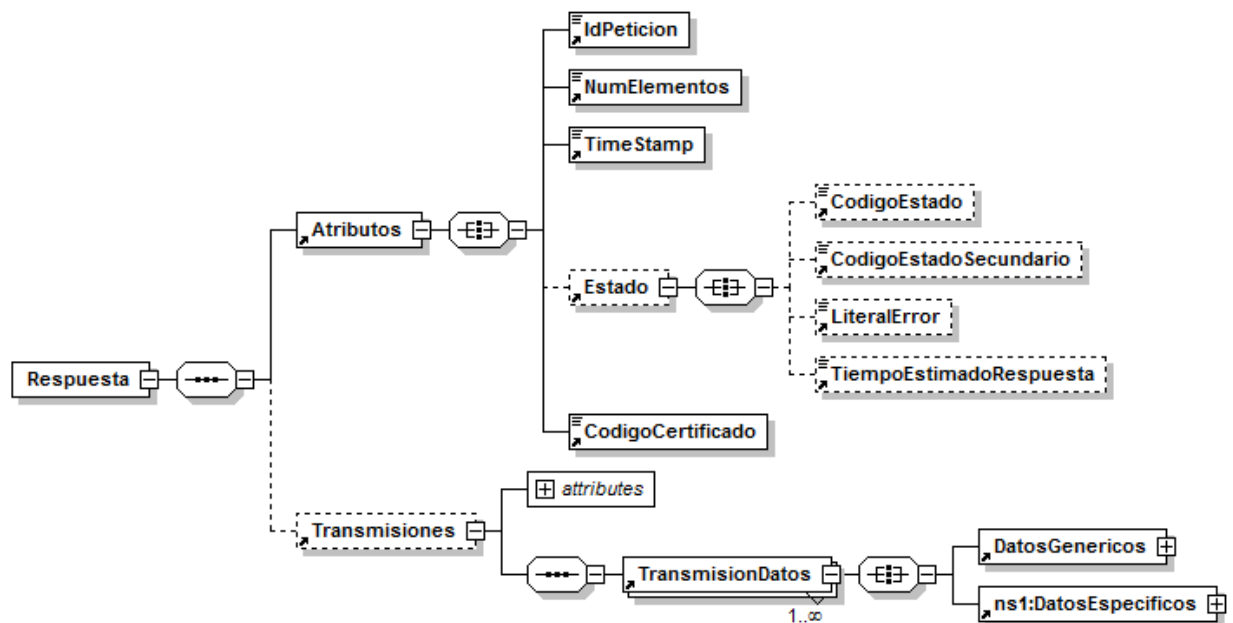 IdPeticion
NumElementos
TimeStamp
CodigoEstado
Atributos
CodigoEstadoSecundario
Estado
LiteralError
Respuesta
TiempoEstimadoRespuesta
CodigoCertificado
attributes
Transmisiones
DatosGenericos
TransmisionDatos
1..∞
ns1:DatosEspecificos